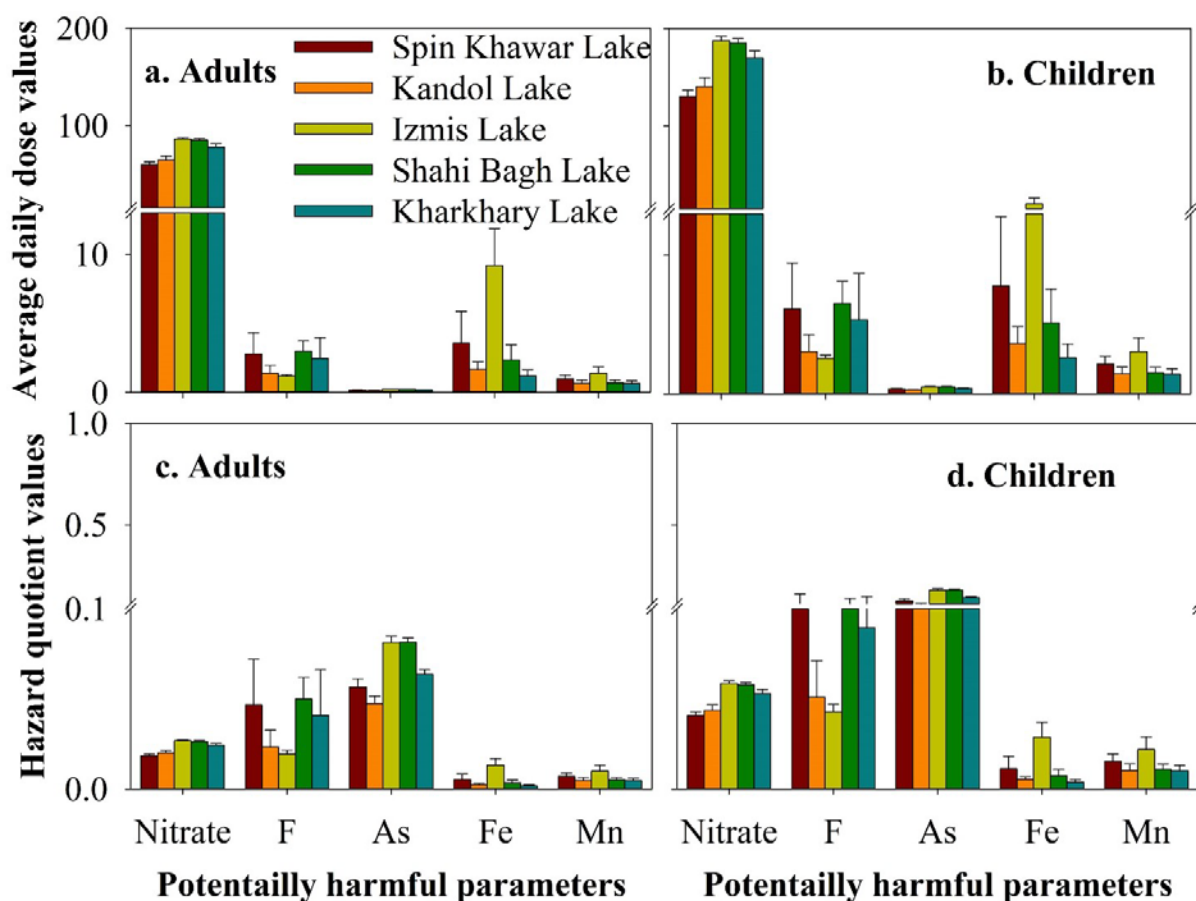 Average daily dose values
200
100
10
0
a. Adults
Spin Khawar Lake
Kandol Lake
Izmis Lake
Shahi Bagh Lake
Kharkhary Lake
b. Children
Hazard quotient values
1.0
0.5
0.1
0.0
c. Adults
d. Children
Nitrate F As Fe Mn
Nitrate F As Fe Mn
Potentailly harmful parameters
Potentailly harmful parameters